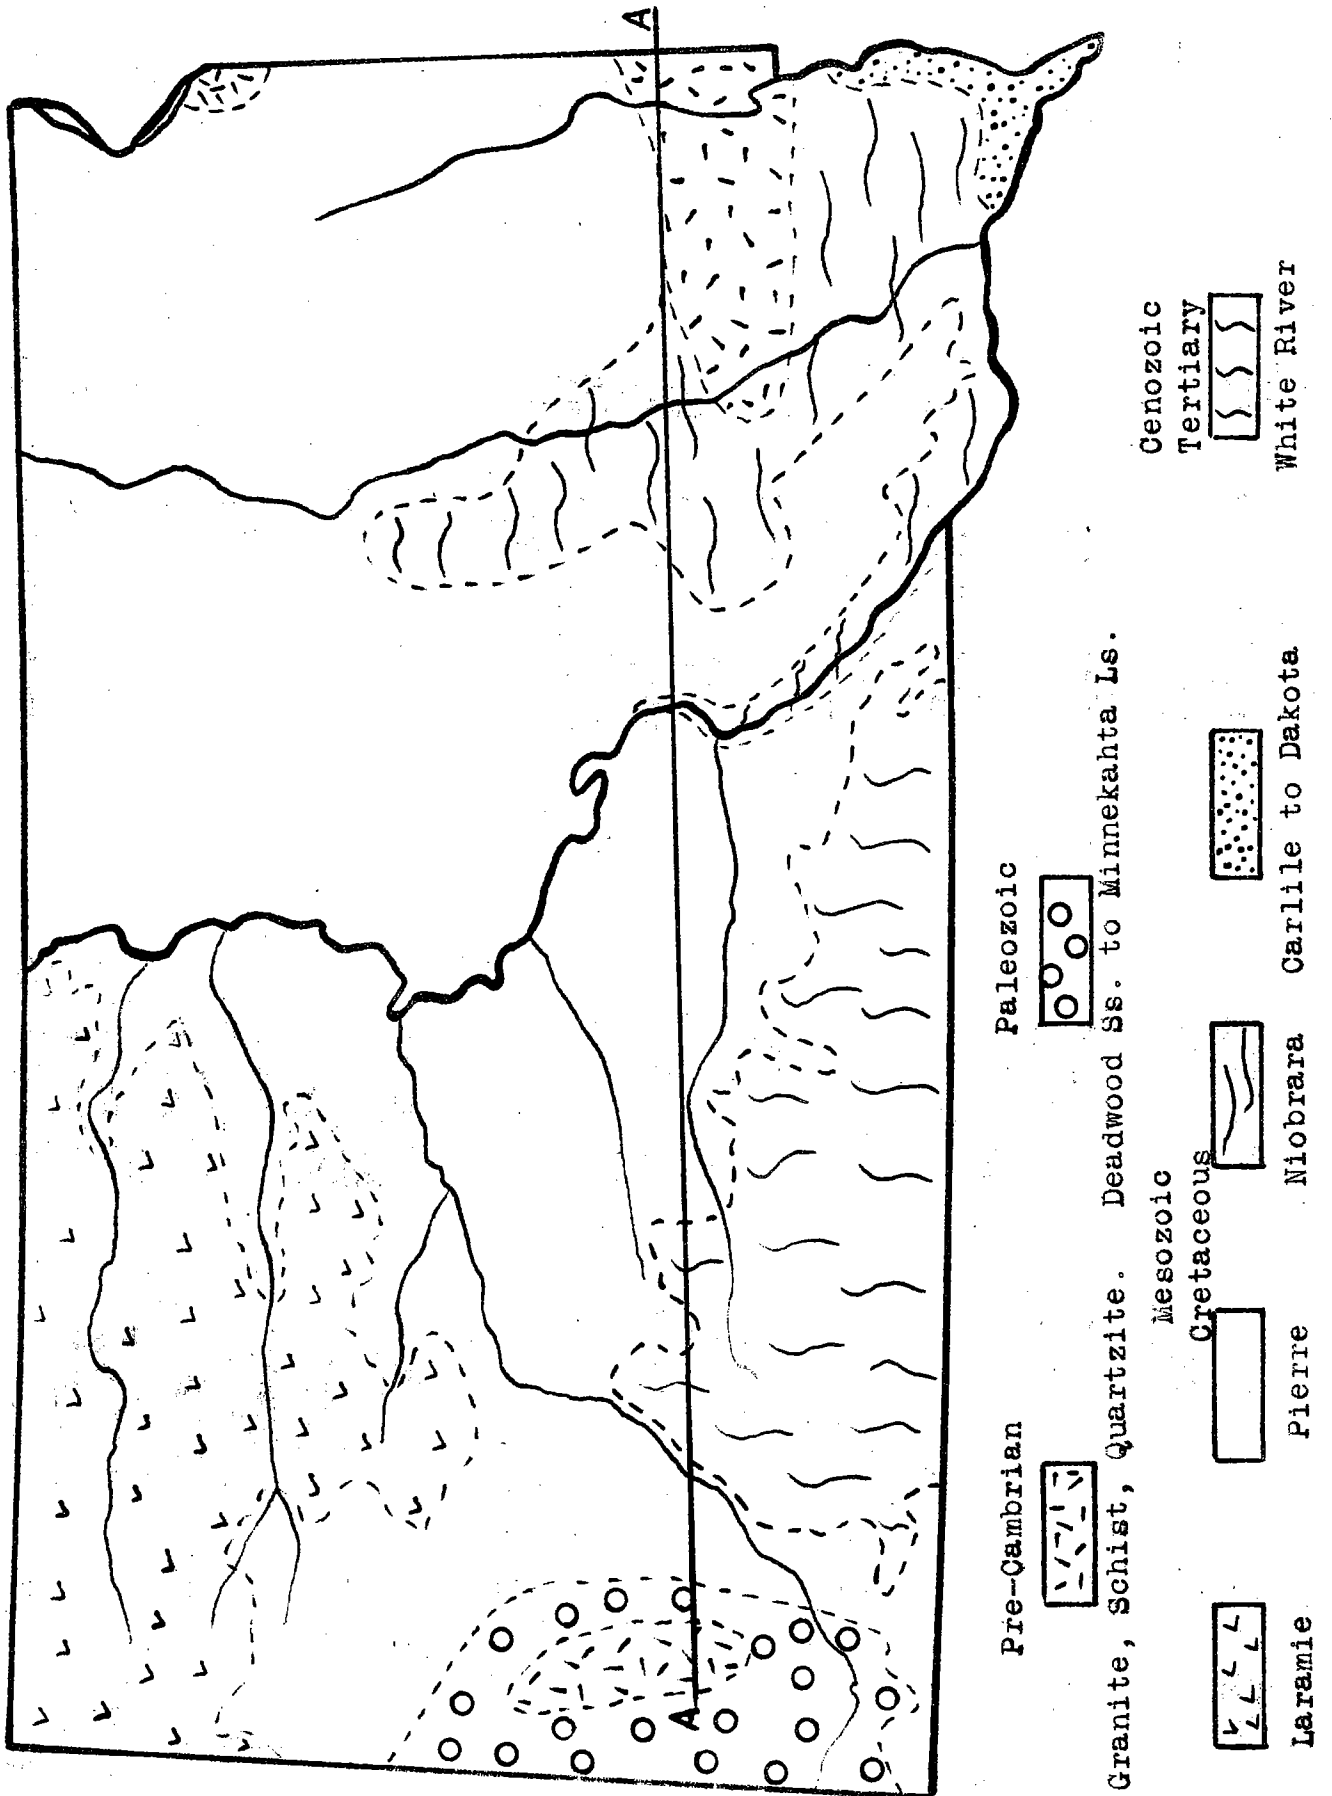 A
A
Pre-Cambrian
Granite, Schist, Quartzite.
Paleozoic
Deadwood Ss. to Minnekahta Ls.
Mesozoic
Cretaceous
Laramie
Pierre
Niobrara
Carlile to Dakota
Cenozoic
Tertiary
White River